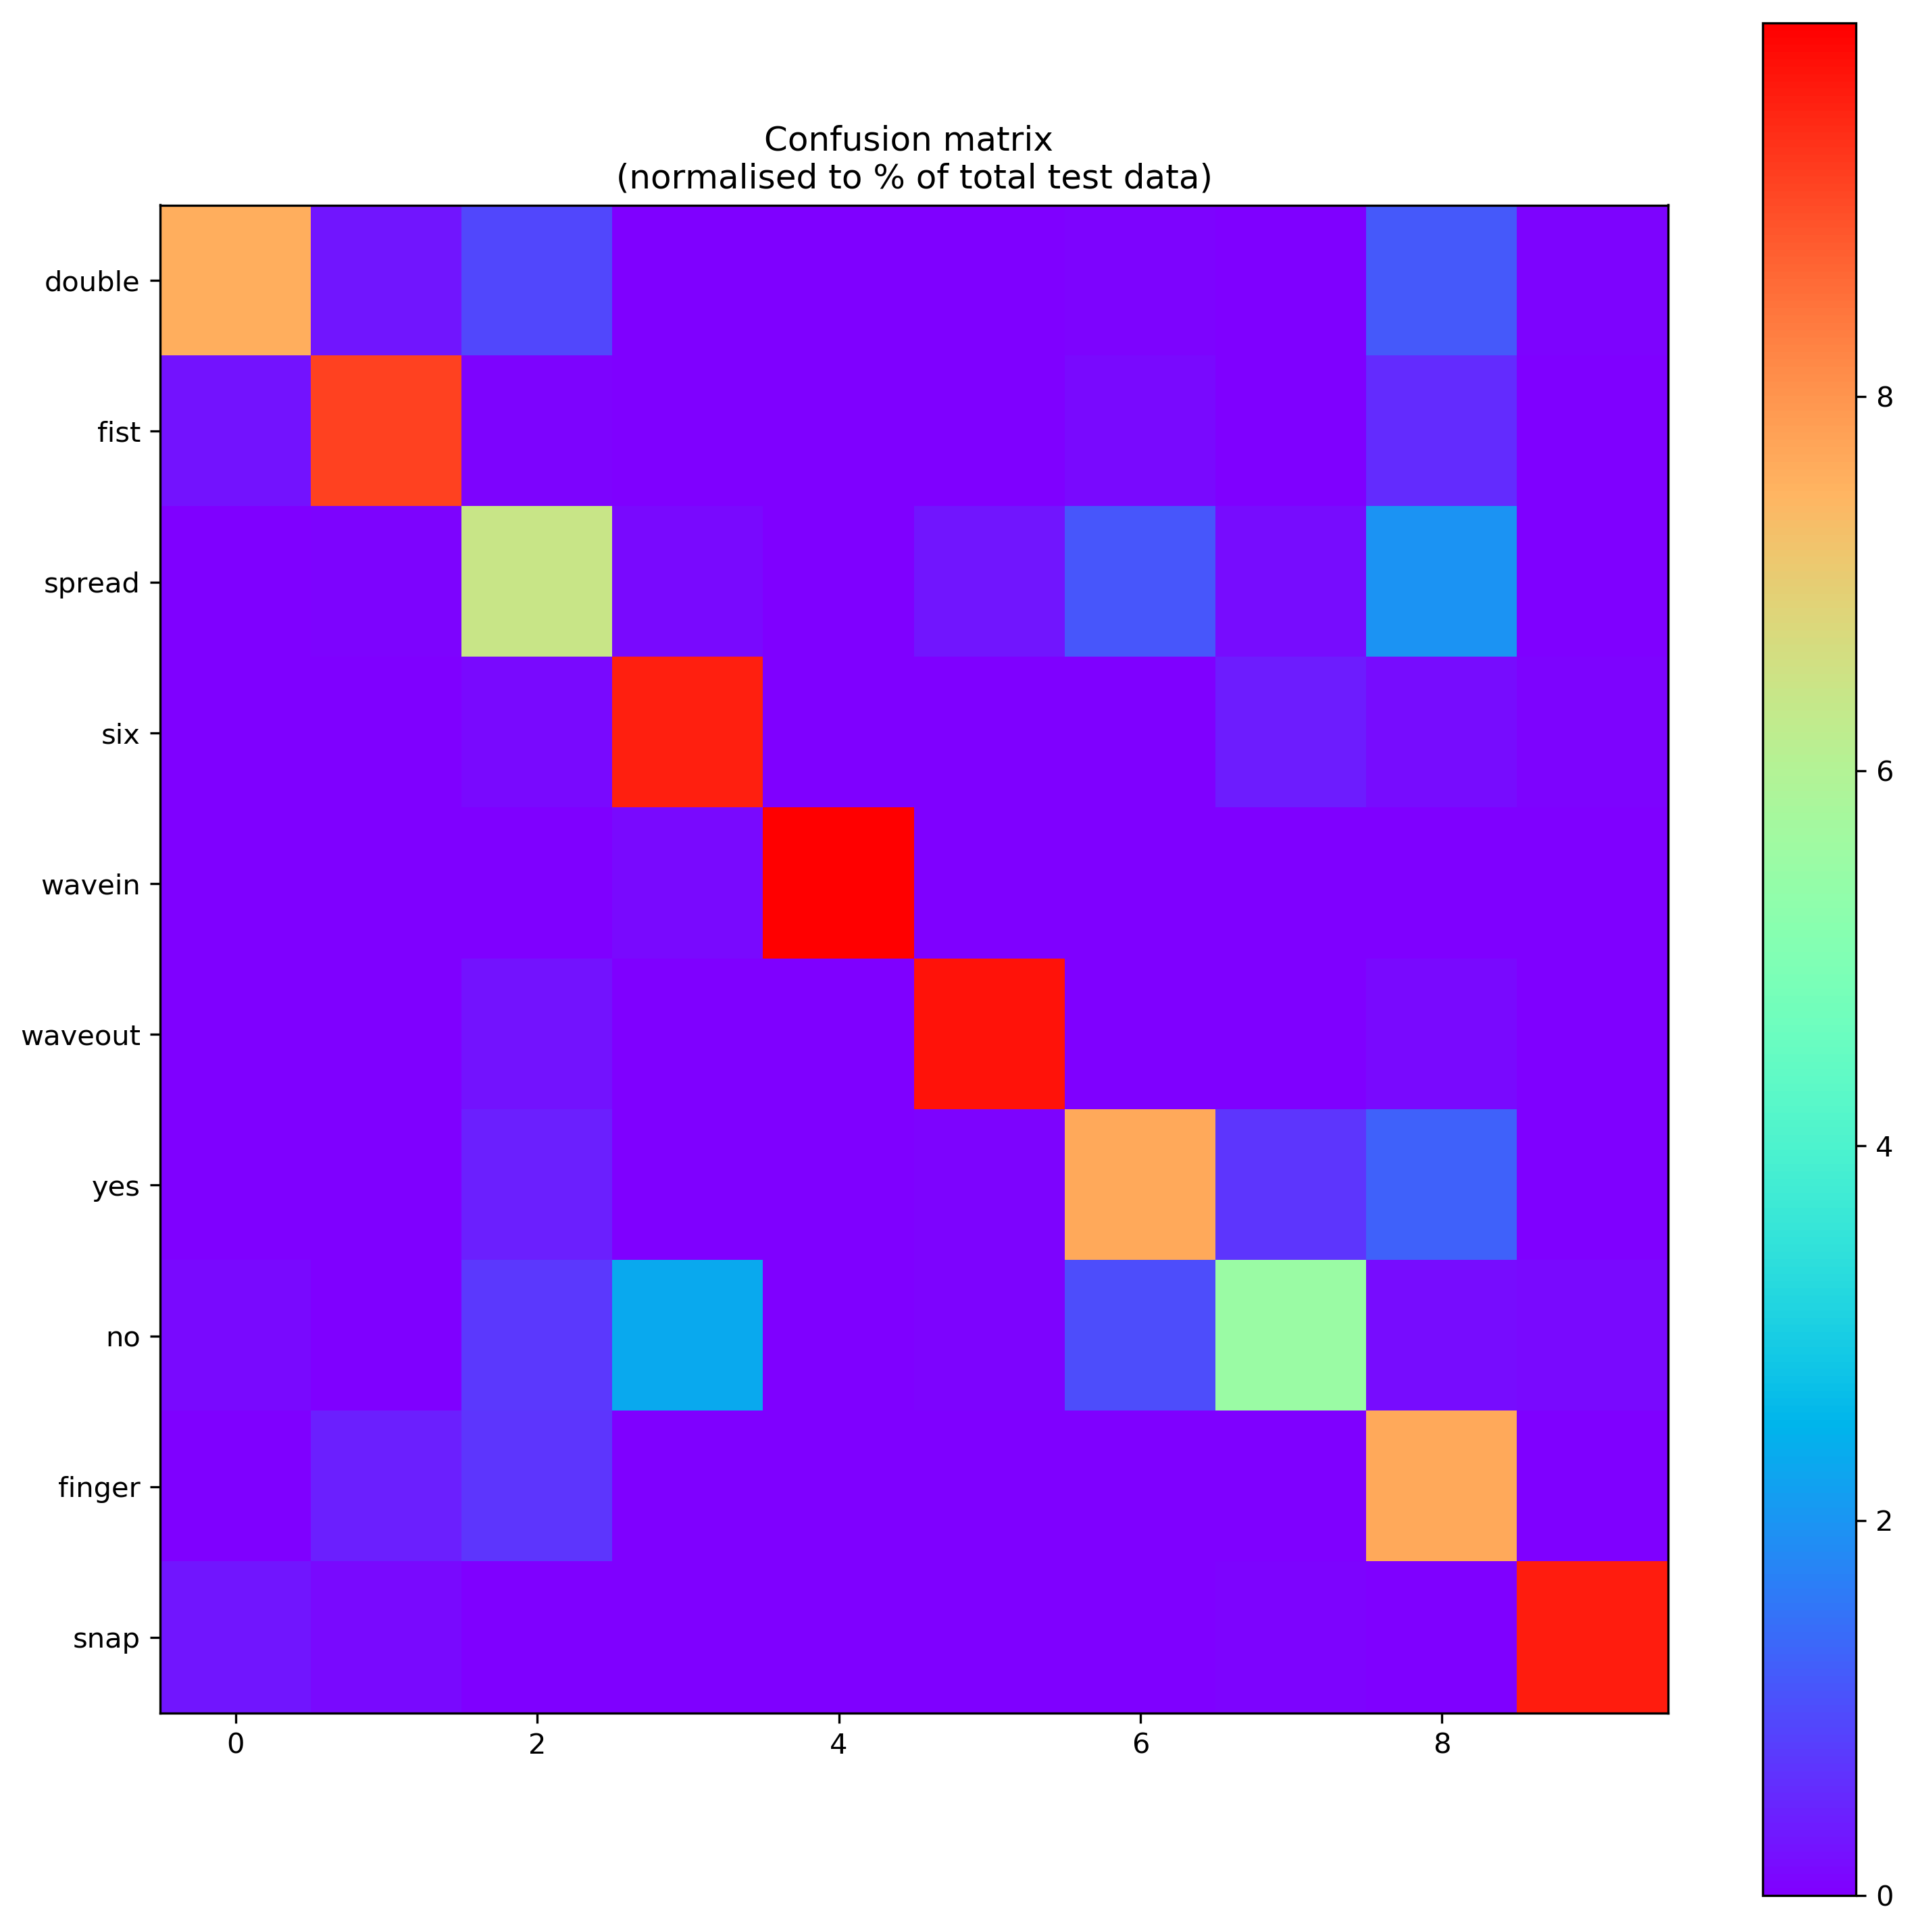 Confusion matrix
(normalised to % of total test data)
double
fist
spread
six
wavein
waveout
yes
no
finger
snap
0 2 4 6 8
8
6
4
2
0